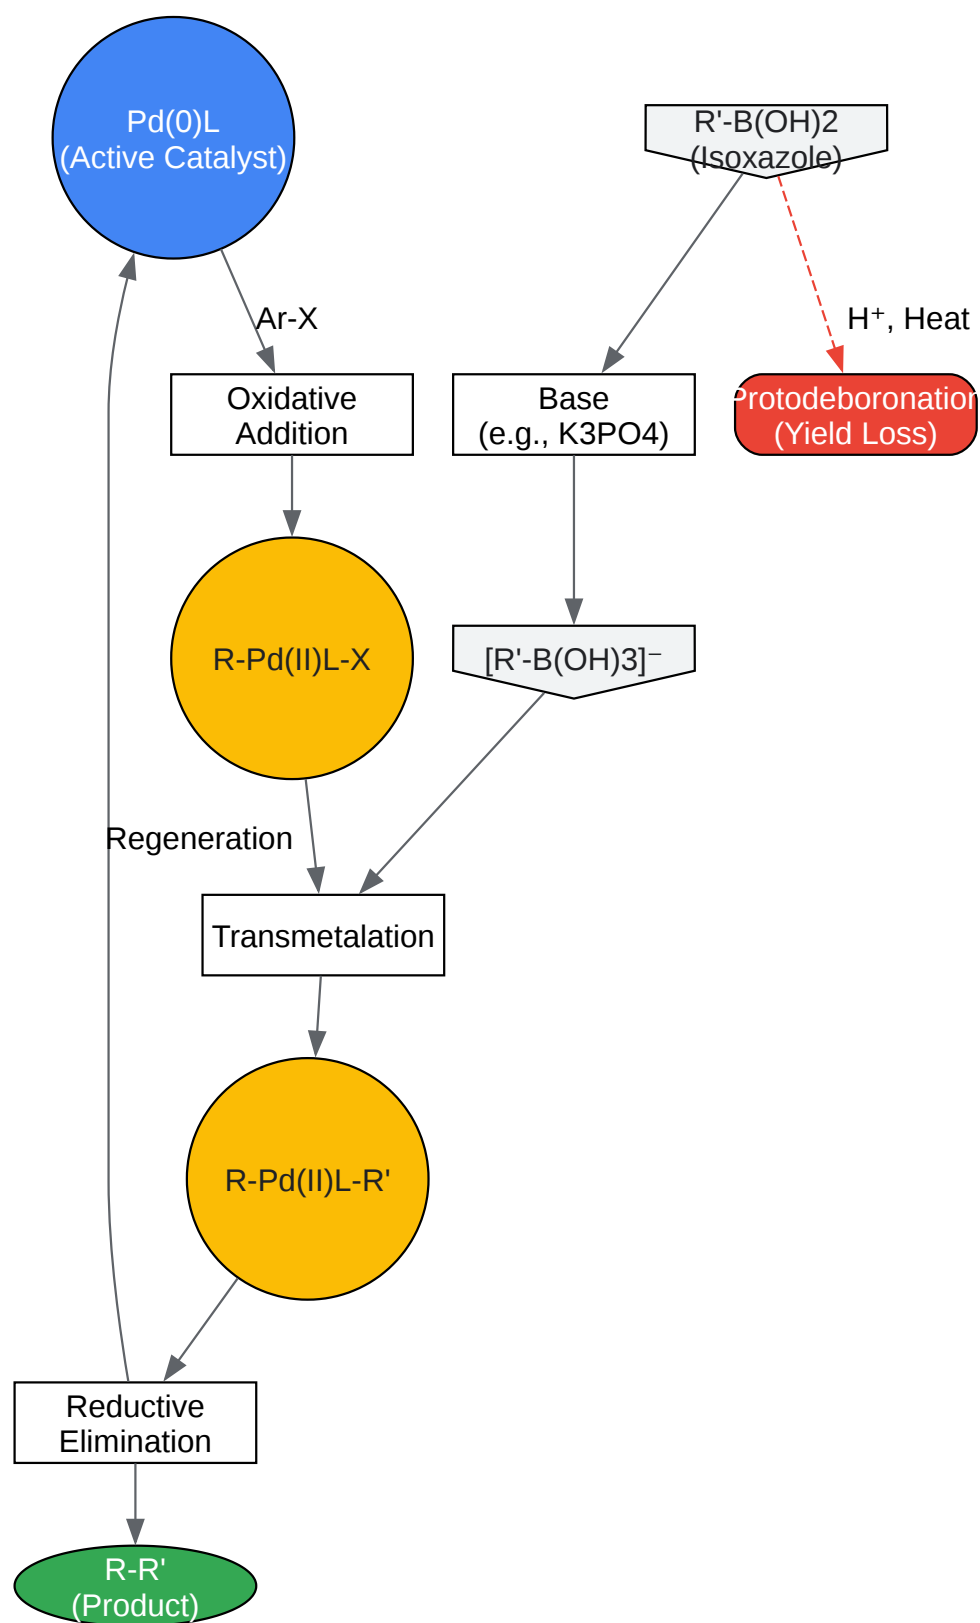 Pd(0)L
(Active Catalyst)
R'-B(OH)2
(Isoxazole)
Ar-X
H⁺, Heat
Oxidative
Addition
Base
(e.g., K3PO4)
Protodeboronation
(Yield Loss)
R-Pd(II)L-X
[R'-B(OH)3]⁻
Regeneration
Transmetalation
R-Pd(II)L-R'
Reductive
Elimination
R-R'
(Product)